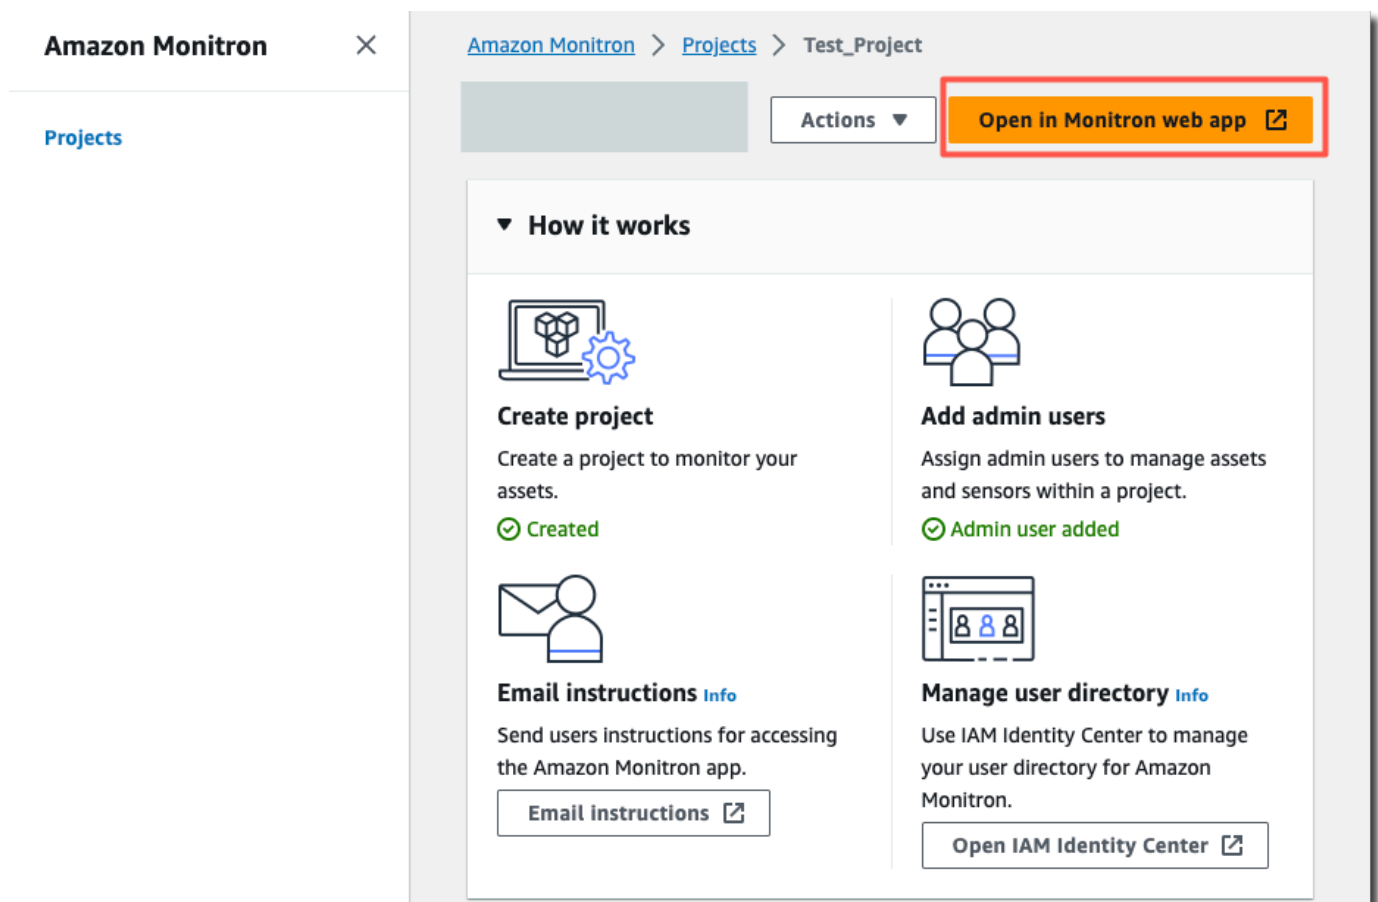 Amazon Monitron
Projects
Amazon Monitron > Projects > Test_Project
Actions
Open in Monitron web app
How it works
Create project
Create a project to monitor your
assets.
Created
Add admin users
Assign admin users to manage assets
and sensors within a project.
Admin user added
Email instructions Info
Send users instructions for accessing
the Amazon Monitron app.
Email instructions
Manage user directory Info
Use IAM Identity Center to manage
your user directory for Amazon
Monitron.
Open IAM Identity Center